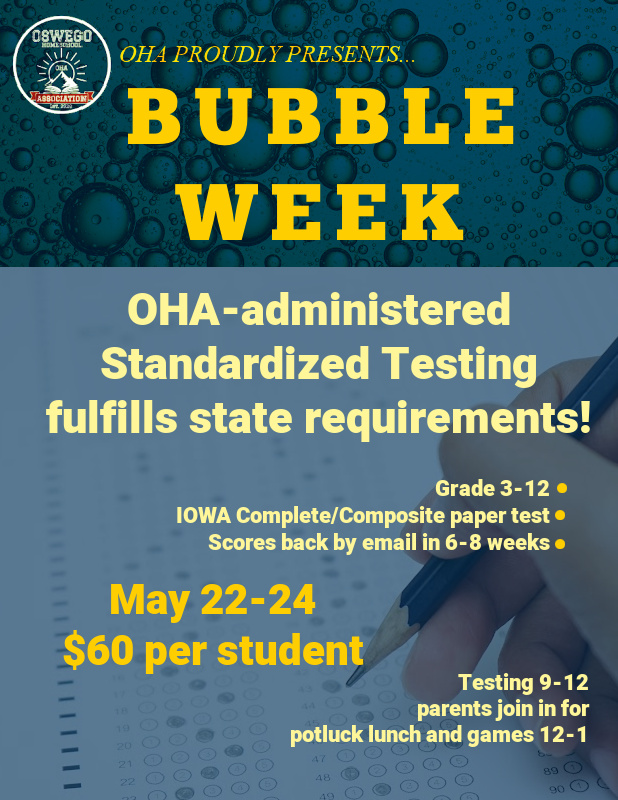 OSWEGO
HOMESCHOOL
OHA
ASSOCIATION
OHA PROUDLY PRESENTS...
BUBBLE
WEEK
OHA-administered
Standardized Testing
fulfills state requirements!
Grade 3-12
IOWA Complete/Composite paper test
Scores back by email in 6-8 weeks
May 22-24
$60 per student
Testing 9-12
parents join in for
potluck lunch and games 12-1